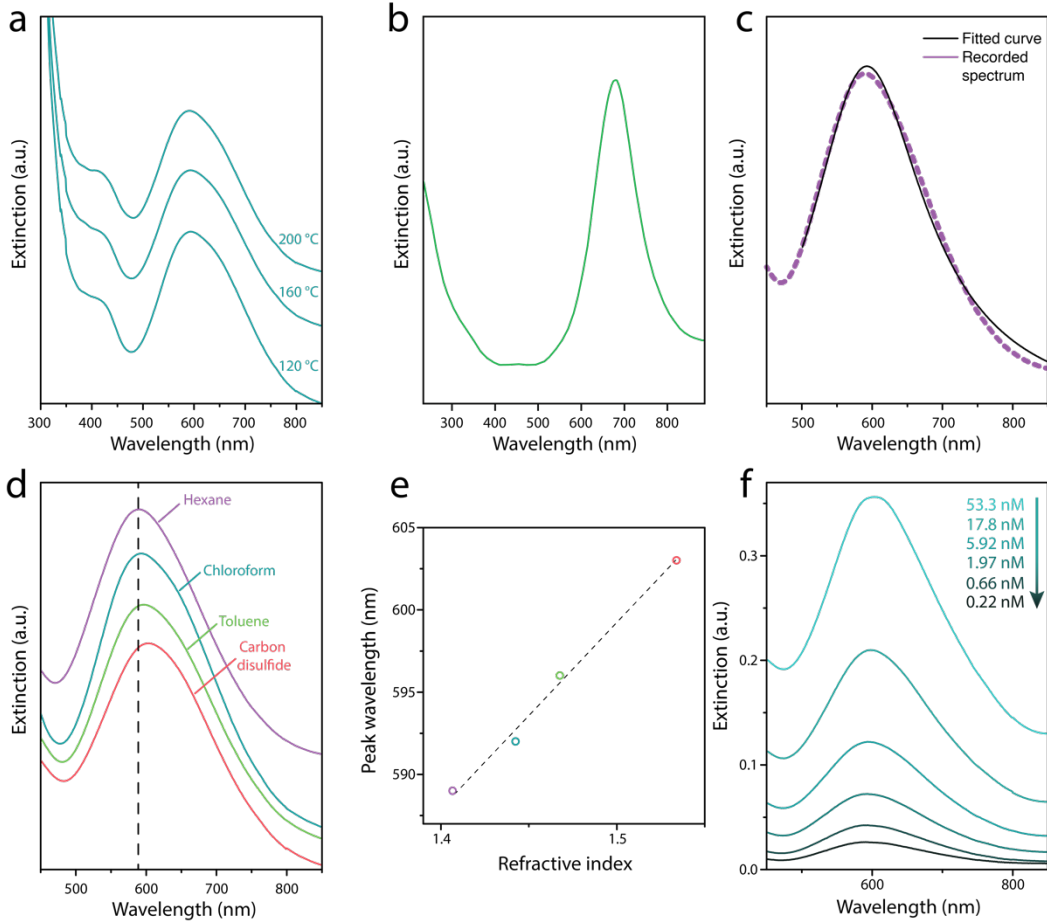 a
Extinction (a.u.)
200 °C
160 °C
120 °C
300 400 500 600 700 800
Wavelength (nm)
b
Extinction (a.u.)
300 400 500 600 700 800
Wavelength (nm)
c
Extinction (a.u.)
Fitted curve
Recorded
spectrum
500 600 700 800
Wavelength (nm)
d
Extinction (a.u.)
Hexane
Chloroform
Toluene
Carbon
disulfide
500 600 700 800
Wavelength (nm)
e
Peak wavelength (nm)
605
600
595
590
1.4 1.5
Refractive index
f
Extinction (a.u.)
0.3
0.2
0.1
0.0
53.3 nM
17.8 nM
5.92 nM
1.97 nM
0.66 nM
0.22 nM
600 800
Wavelength (nm)